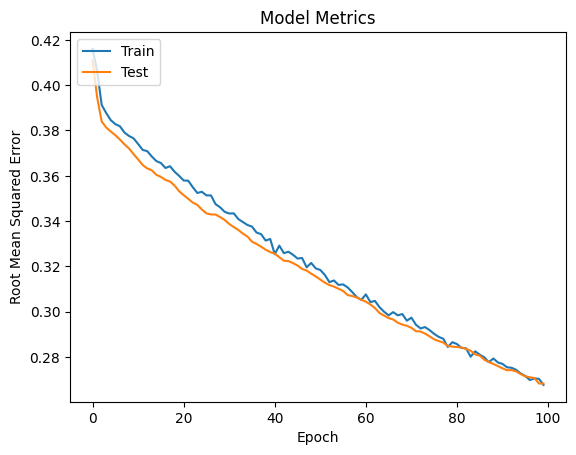 Model Metrics
Train
Test
Root Mean Squared Error
0.42
0.40
0.38
0.36
0.34
0.32
0.30
0.28
0 20 40 60 80 100
Epoch